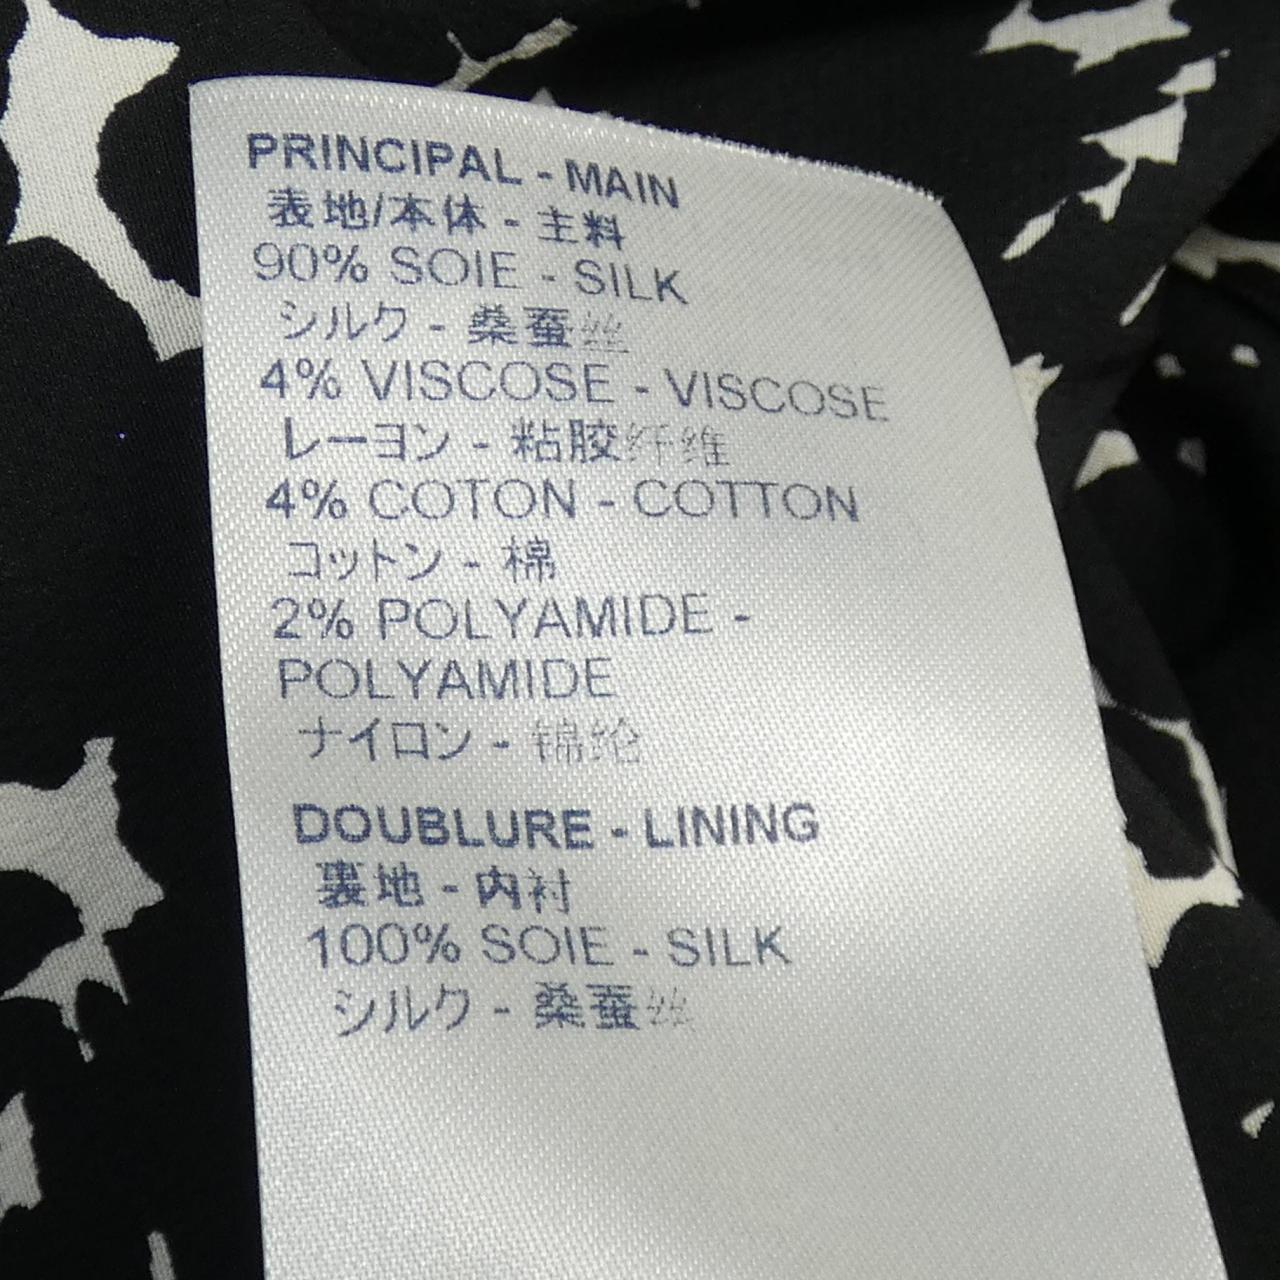 PRINCIPAL - MAIN
表地/本体 - 主料
90% SOIE - SILK
シルク - 桑蚕丝
4% VISCOSE - VISCOSE
レーヨン - 粘胶纤维
4% COTON - COTTON
コットン - 棉
2% POLYAMIDE -
POLYAMIDE
ナイロン - 锦纶
DOUBLURE - LINING
裏地 - 内衬
100% SOIE - SILK
シルク - 桑蚕丝